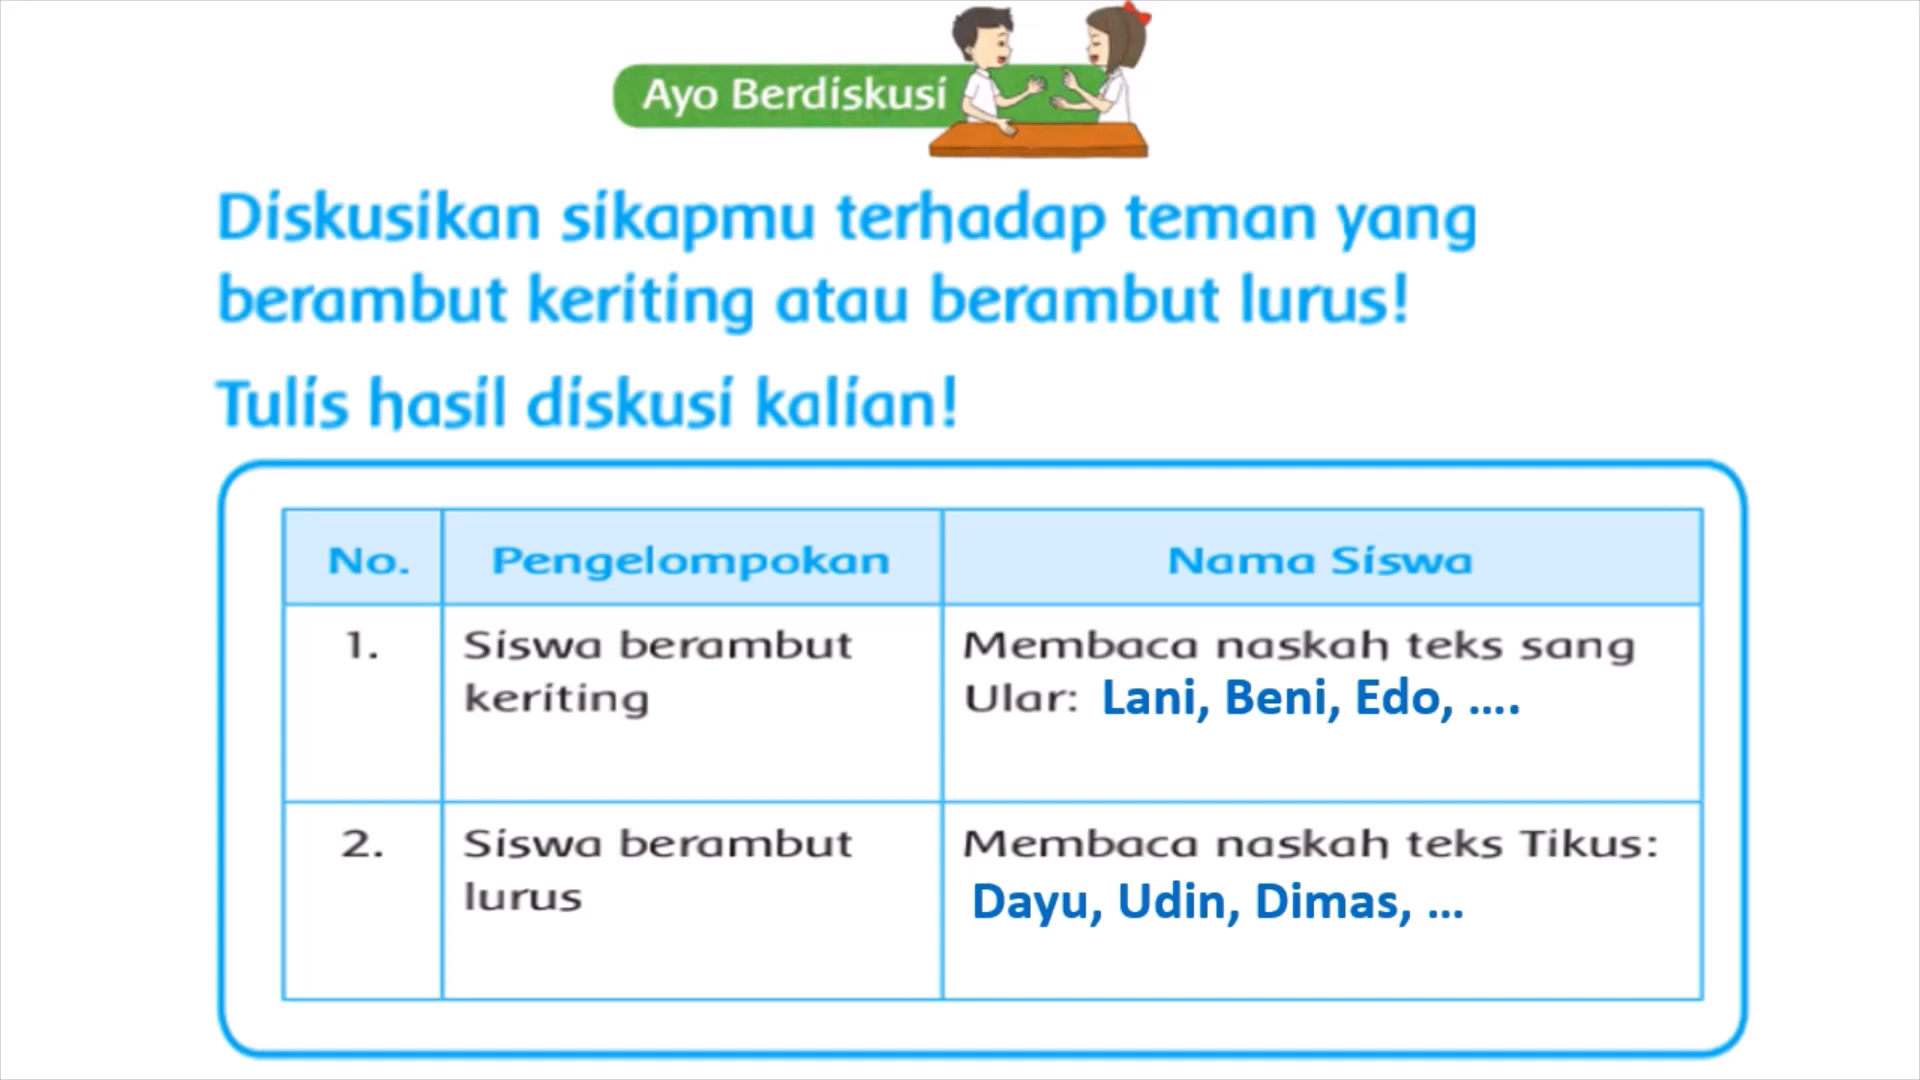 Ayo Berdiskusi
Diskusikan sikapmu terhadap teman yang
berambut keriting atau berambut lurus!
Tulis hasil diskusi kalian!
No. Pengelompokan Nama Siswa
1. Siswa berambut Membaca naskah teks sang
keriting Ular: Lani, Beni, Edo, ....
2. Siswa berambut Membaca naskah teks Tikus:
lurus Dayu, Udin, Dimas, ...